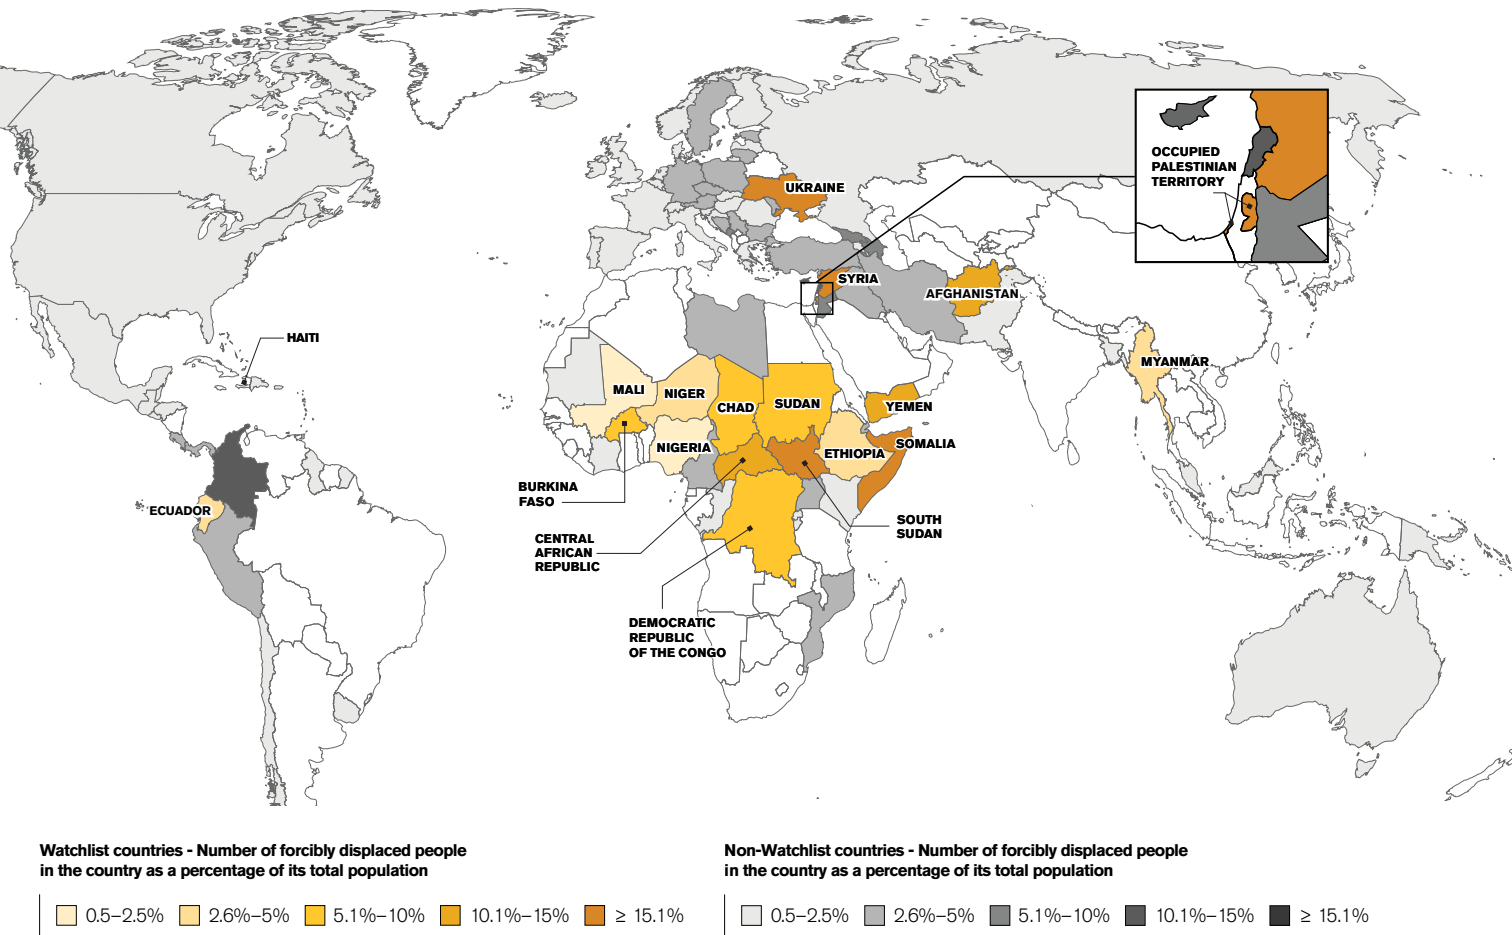 OCCUPIED
PALESTINIAN
TERRITORY
UKRAINE
SYRIA
AFGHANISTAN
HAITI
MYANMAR
MALI
NIGER
CHAD
SUDAN
YEMEN
NIGERIA
ETHIOPIA
SOMALIA
BURKINA
FASO
ECUADOR
CENTRAL
AFRICAN
REPUBLIC
SOUTH
SUDAN
DEMOCRATIC
REPUBLIC
OF THE CONGO
Watchlist countries - Number of forcibly displaced people
in the country as a percentage of its total population
0.5–2.5% 2.6%–5% 5.1%–10% 10.1%–15% ≥ 15.1%
Non-Watchlist countries - Number of forcibly displaced people
in the country as a percentage of its total population
0.5–2.5% 2.6%–5% 5.1%–10% 10.1%–15% ≥ 15.1%